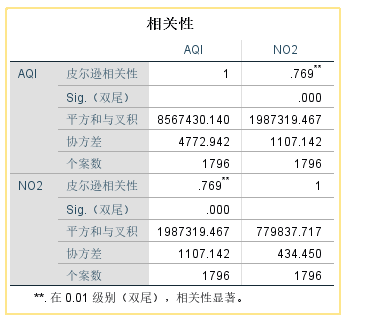 相关性
AQI NO2
AQI 皮尔逊相关性 1 .769**
Sig.（双尾） .000
平方和与叉积 8567430.140 1987319.467
协方差 4772.942 1107.142
个案数 1796 1796
NO2 皮尔逊相关性 .769** 1
Sig.（双尾） .000
平方和与叉积 1987319.467 779837.717
协方差 1107.142 434.450
个案数 1796 1796
**. 在 0.01 级别（双尾），相关性显著。